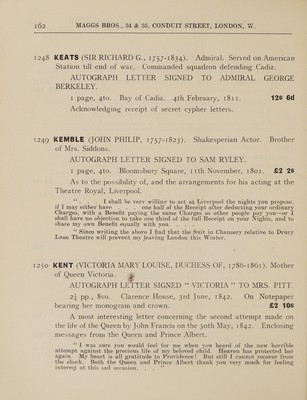 162 MAGGS BROS., 34 & 35, CONDUIT STREET, LONDON, W.
1248 KEATS (SIR RICHARD G., 1757-1834). Admiral. Served on American
Station till end of war. Commanded squadron defending Cadiz.
AUTOGRAPH LETTER SIGNED TO ADMIRAL GEORGE
BERKELEY.
1 page, 4to. Bay of Cadiz. 4th February, 1811. 12s 6d
Acknowledging receipt of secret cypher letters.
1249 KEMBLE (JOHN PHILIP, 1757-1823). Shakesperian Actor. Brother
of Mrs. Siddons.
AUTOGRAPH LETTER SIGNED TO SAM RYLEY.
1 page, 4to. Bloomsbury Square, 11th November, 1801. £2 2s
As to the possibility of, and the arrangements for his acting at the
Theatre Royal, Liverpool.
" . . . . I shall be very willing to act at Liverpool the nights you propose,
if I may either have . . . one half of the Receipt after deducting your ordinary
Charges, with a Benefit paying the same Charges as other people pay you—or I
shall have no objection to take one third of the full Receipt on your Nights, and to
share my own Benefit equally with you. . . .
" Since writing the above I find that the Suit in Chancery relative to Drury
Lane Theatre will prevent my leaving London this Winter.
1250 KENT (VICTORIA MARY LOUISE, DUCHESS OF, 1786-1861). Mother
of Queen Victoria.
AUTOGRAPH LETTER SIGNED " VICTORIA " TO MRS. PITT.
2½ pp., 8vo. Clarence House, 3rd June, 1842. On Notepaper
bearing her monogram and crown. £2 10s
A most interesting letter concerning the second attempt made on
the life of the Queen by John Francis on the 30th May, 1842. Enclosing
messages from the Queen and Prince Albert.
" I was sure you would feel for me when you heard of the new horrible
attempt against the precious life of my beloved child. Heaven has protected her
again. My heart is all gratitude to Providence! But still I cannot recover from
the shock. Both the Queen and Prince Albert thank you very much for feeling
interest at this sad occasion. . . . "